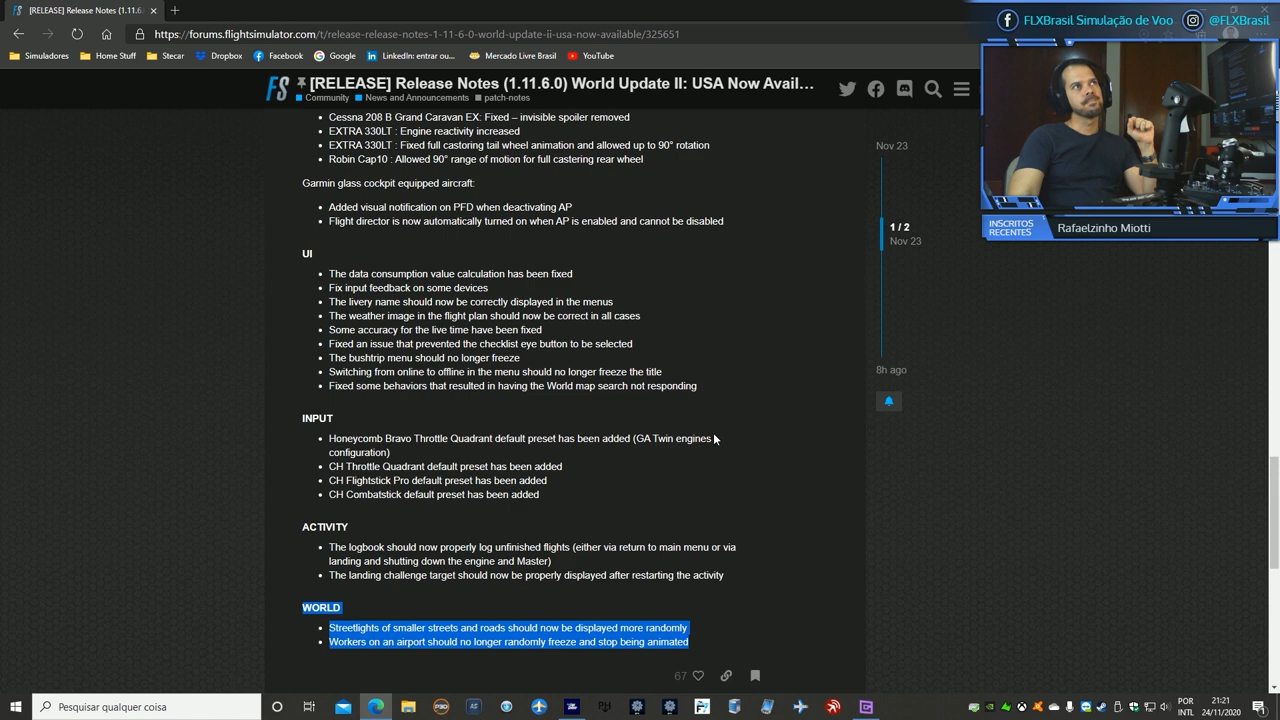 [RELEASE] Release Notes (1.11.6.
https://forums.flightsimulator.com/t/release-release-notes-1-11-6-0-world-update-ii-usa-now-available/325651
Simuladores
Home Stuff
Stecar
Dropbox
Facebook
Google
LinkedIn: entrar ou...
Mercado Livre Brasil
YouTube
FLXBrasil Simulação de Voo
@FLXBrasil
INSCRITOS
RECENTES
Rafaelzinho Miotti
FS
[RELEASE] Release Notes (1.11.6.0) World Update II: USA Now Avail...
Community News and Announcements patch-notes
Cessna 208 B Grand Caravan EX: Fixed – invisible spoiler removed
EXTRA 330LT : Engine reactivity increased
EXTRA 330LT : Fixed full castoring tail wheel animation and allowed up to 90° rotation
Robin Cap10 : Allowed 90° range of motion for full castering rear wheel
Garmin glass cockpit equipped aircraft:
Added visual notification on PFD when deactivating AP
Flight director is now automatically turned on when AP is enabled and cannot be disabled
UI
The data consumption value calculation has been fixed
Fix input feedback on some devices
The livery name should now be correctly displayed in the menus
The weather image in the flight plan should now be correct in all cases
Some accuracy for the live time have been fixed
Fixed an issue that prevented the checklist eye button to be selected
The bushtrip menu should no longer freeze
Switching from online to offline in the menu should no longer freeze the title
Fixed some behaviors that resulted in having the World map search not responding
INPUT
Honeycomb Bravo Throttle Quadrant default preset has been added (GA Twin engines
configuration)
CH Throttle Quadrant default preset has been added
CH Flightstick Pro default preset has been added
CH Combatstick default preset has been added
ACTIVITY
The logbook should now properly log unfinished flights (either via return to main menu or via
landing and shutting down the engine and Master)
The landing challenge target should now be properly displayed after restarting the activity
WORLD
Streetlights of smaller streets and roads should now be displayed more randomly
Workers on an airport should no longer randomly freeze and stop being animated
67
Nov 23
1 / 2
Nov 23
8h ago
Pesquisar qualquer coisa
POR
INTL
21:21
24/11/2020